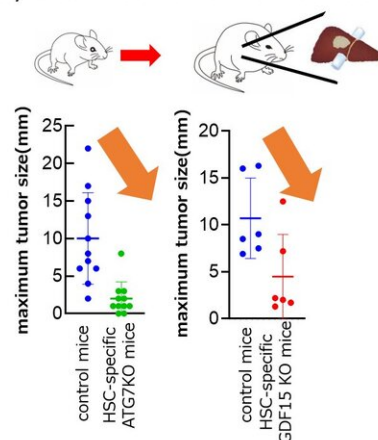 maximum tumor size(mm)
25
20
15
10
5
0
control mice
HSC-specific
ATG7KO mice
maximum tumor size(mm)
20
15
10
5
0
control mice
HSC-specific
GDF15 KO mice